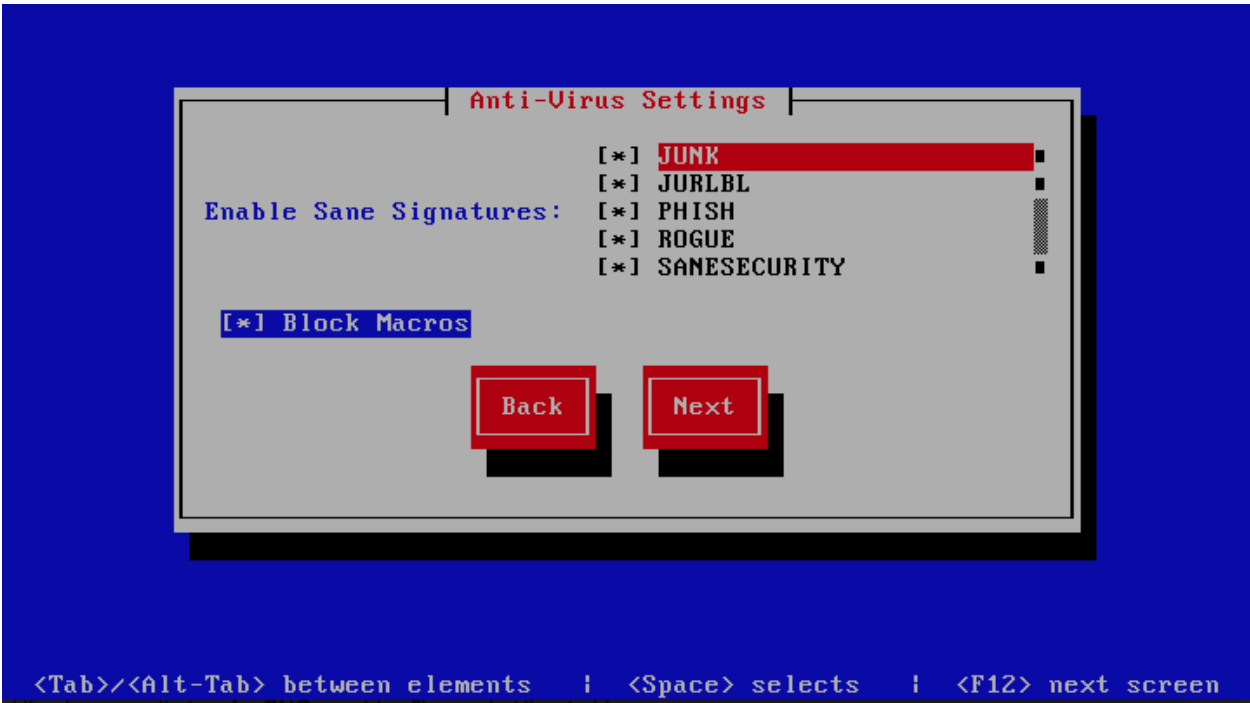 Anti-Virus Settings
[*] JUNK
[*] JURLBL
Enable Sane Signatures: [*] PHISH
[*] ROGUE
[*] SANESECURITY
[*] Block Macros
Back Next
<Tab>/<Alt-Tab> between elements | <Space> selects | <F12> next screen